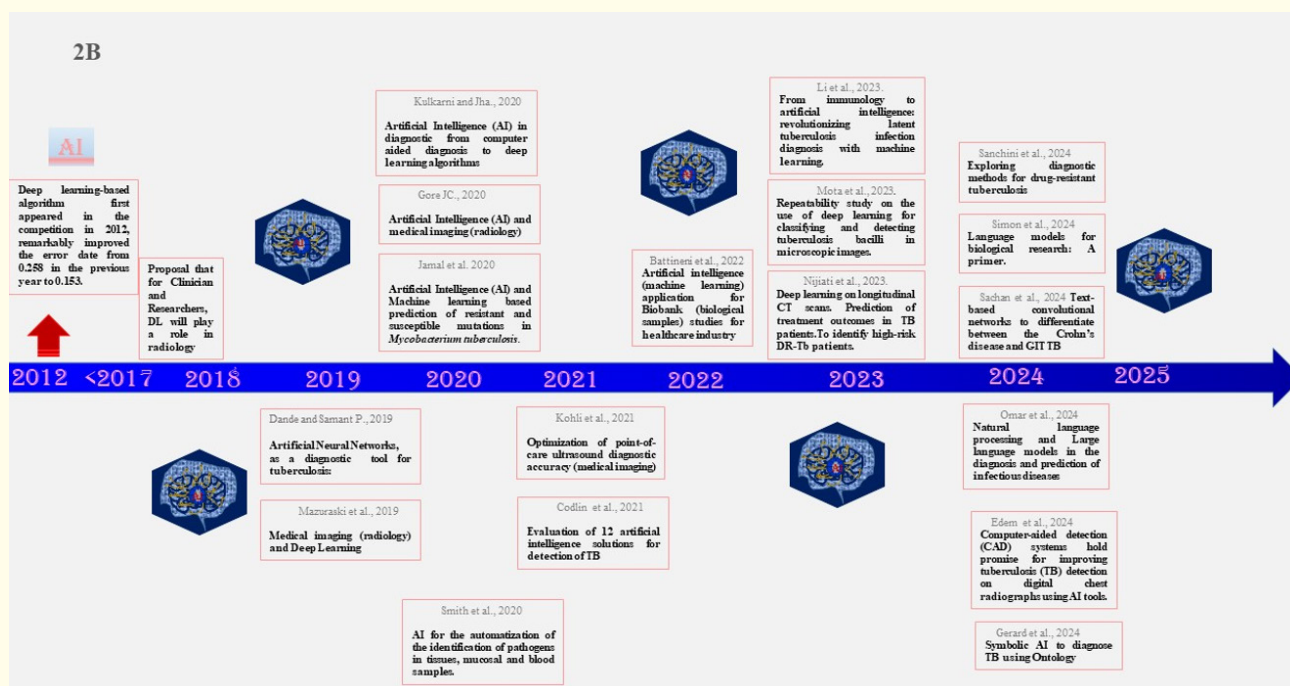 2B
AI
Deep learning-based
algorithm first
appeared in the
competition in 2012,
remarkably improved
the error date from
0.258 in the previous
year to 0.153.
Proposal that
for Clinician
and
Researchers,
DL will play
a role in
radiology
Kulkarni and Jha., 2020
Artificial Intelligence (AI) in
diagnostic from computer
aided diagnosis to deep
learning algorithms
Gore JC., 2020
Artificial Intelligence (AI) and
medical imaging (radiology)
Jamal et al. 2020
Artificial Intelligence (AI) and
Machine learning based
prediction of resistant and
susceptible mutations in
Mycobacterium tuberculosis.
Battineni et al., 2022
Artificial intelligence
(machine learning)
application for
Biobank (biological
samples) studies for
healthcare industry
Li et al., 2023.
From immunology to
artificial intelligence:
revolutionizing latent
tuberculosis infection
diagnosis with machine
learning.
Mota et al., 2023.
Repeatability study on the
use of deep learning for
classifying and detecting
tuberculosis bacilli in
microscopic images.
Nijiati et al., 2023.
Deep learning on longitudinal
CT scans. Prediction of
treatment outcomes in TB
patients.To identify high-risk
DR-Tb patients.
Sanchini et al., 2024
Exploring diagnostic
methods for drug-resistant
tuberculosis
Simon et al., 2024
Language models for
biological research: A
primer.
Sachan et al., 2024 Text-
based convolutional
networks to differentiate
between the Crohn's
disease and GIT TB
2012 <2017 2018 2019 2020 2021 2022 2023 2024 2025
Dande and Samant P., 2019
Artificial Neural Networks,
as a diagnostic tool for
tuberculosis:
Mazuraski et al., 2019
Medical imaging (radiology)
and Deep Learning
Smith et al., 2020
AI for the automatization of
the identification of pathogens
in tissues, mucosal and blood
samples.
Kohli et al., 2021
Optimization of point-of-
care ultrasound diagnostic
accuracy (medical imaging)
Codlin et al., 2021
Evaluation of 12 artificial
intelligence solutions for
detection of TB
Omar et al., 2024
Natural language
processing and Large
language models in the
diagnosis and prediction of
infectious diseases
Edem et al., 2024
Computer-aided detection
(CAD) systems hold
promise for improving
tuberculosis (TB) detection
on digital chest
radiographs using AI tools.
Gerard et al., 2024
Symbolic AI to diagnose
TB using Ontology